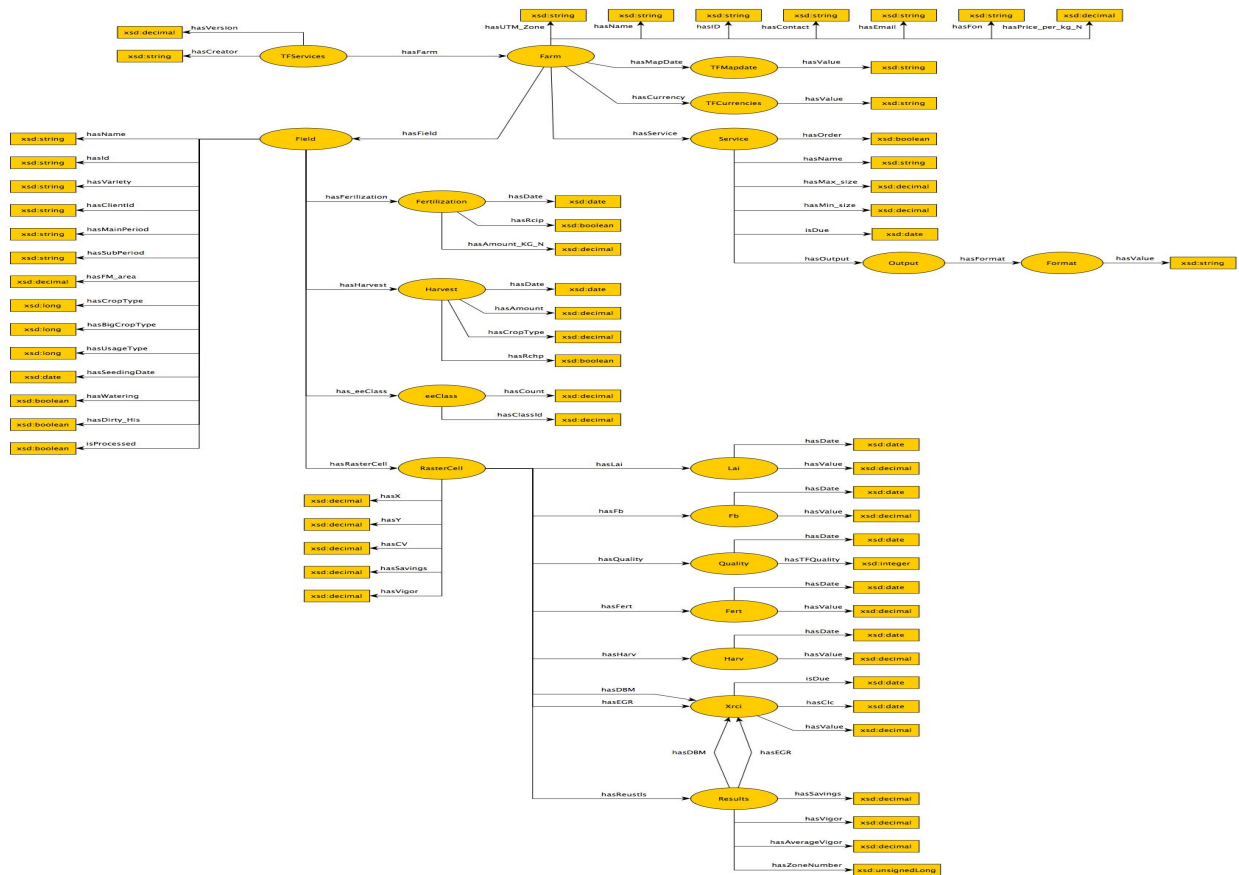 xsd:string
xsd:string
xsd:string
xsd:string
xsd:string
xsd:string
xsd:decimal
hasUTM_Zone
hasName
hasID
hasContact
hasEmail
hasFon
hasPrice_per_kg_N
xsd:decimal
hasVersion
xsd:string
hasCreator
TFServices
hasFarm
Farm
hasMapDate
TFMapdate
hasValue
xsd:string
hasCurrency
TFCurrencies
hasValue
xsd:string
hasField
hasService
Service
hasOrder
xsd:boolean
hasName
xsd:string
hasMax_size
xsd:decimal
hasMin_size
xsd:decimal
isDue
xsd:date
hasOutput
Output
hasFormat
Format
hasValue
xsd:string
Field
xsd:string
hasName
xsd:string
hasId
xsd:string
hasVariety
xsd:string
hasClientId
xsd:string
hasMainPeriod
xsd:string
hasSubPeriod
xsd:decimal
hasFM_area
xsd:long
hasCropType
xsd:long
hasBigCropType
xsd:long
hasUsageType
xsd:date
hasSeedingDate
xsd:boolean
hasWatering
xsd:boolean
hasDirty_His
xsd:boolean
isProcessed
hasFerilization
Fertilization
hasDate
xsd:date
hasRcip
xsd:boolean
hasAmount_KG_N
xsd:decimal
hasHarvest
Harvest
hasDate
xsd:date
hasAmount
xsd:decimal
hasCropType
xsd:decimal
hasRchp
xsd:boolean
has_eeClass
eeClass
hasCount
xsd:decimal
hasClassId
xsd:decimal
hasRasterCell
RasterCell
xsd:decimal
hasX
xsd:decimal
hasY
xsd:decimal
hasCV
xsd:decimal
hasSavings
xsd:decimal
hasVigor
hasLai
Lai
hasDate
xsd:date
hasValue
xsd:decimal
hasFb
Fb
hasDate
xsd:date
hasValue
xsd:decimal
hasQuality
Quality
hasDate
xsd:date
hasTFQuality
xsd:integer
hasFert
Fert
hasDate
xsd:date
hasValue
xsd:decimal
hasHarv
Harv
hasDate
xsd:date
hasValue
xsd:decimal
hasDBM
hasEGR
Xrci
isDue
xsd:date
hasClc
xsd:date
hasValue
xsd:decimal
hasDBM
hasEGR
hasReustls
Results
hasSavings
xsd:decimal
hasVigor
xsd:decimal
hasAverageVigor
xsd:decimal
hasZoneNumber
xsd:unsignedLong